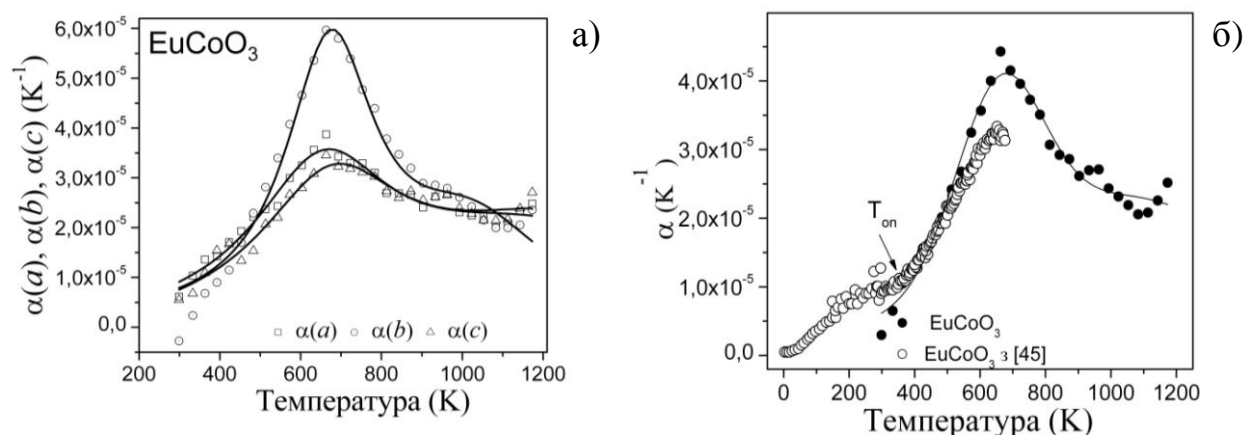 EuCoO₃
а)
α(a), α(b), α(c) (K⁻¹)
6,0x10⁻⁵
5,0x10⁻⁵
4,0x10⁻⁵
3,0x10⁻⁵
2,0x10⁻⁵
1,0x10⁻⁵
0,0
α(a) α(b) α(c)
200 400 600 800 1000 1200
Температура (K)
б)
α (K⁻¹)
4,0x10⁻⁵
3,0x10⁻⁵
2,0x10⁻⁵
1,0x10⁻⁵
0,0
Tₒₙ
EuCoO₃
EuCoO₃ з [45]
0 200 400 600 800 1000 1200
Температура (K)